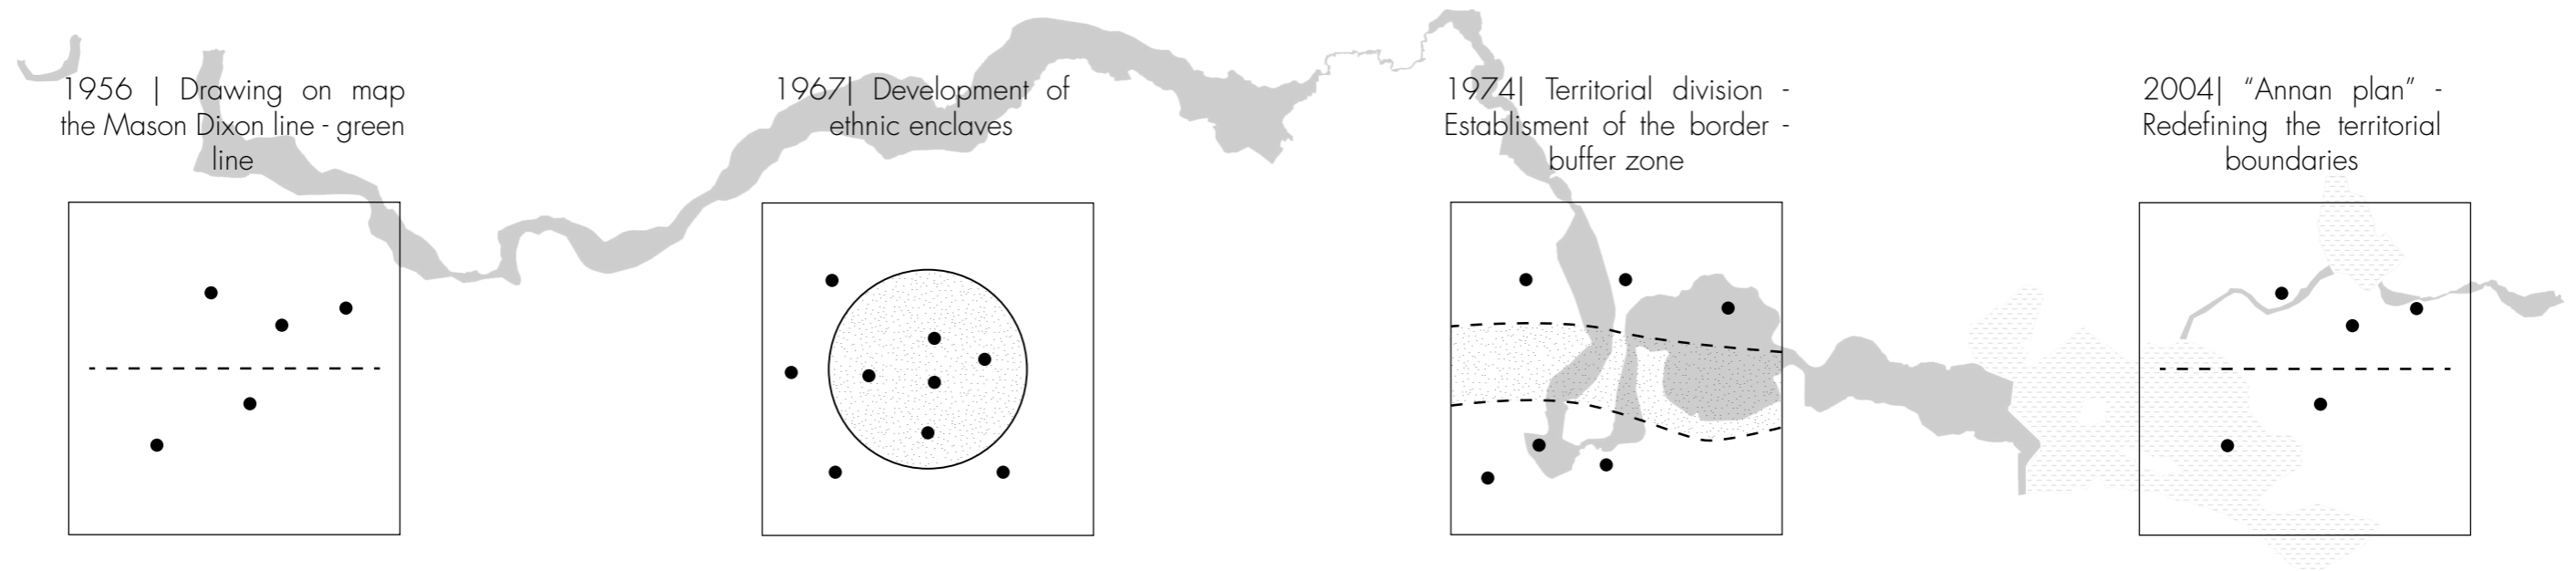 1956 | Drawing on map
the Mason Dixon line - green
line
1967| Development of
ethnic enclaves
1974| Territorial division -
Establisment of the border -
buffer zone
2004| “Annan plan” -
Redefining the territorial
boundaries